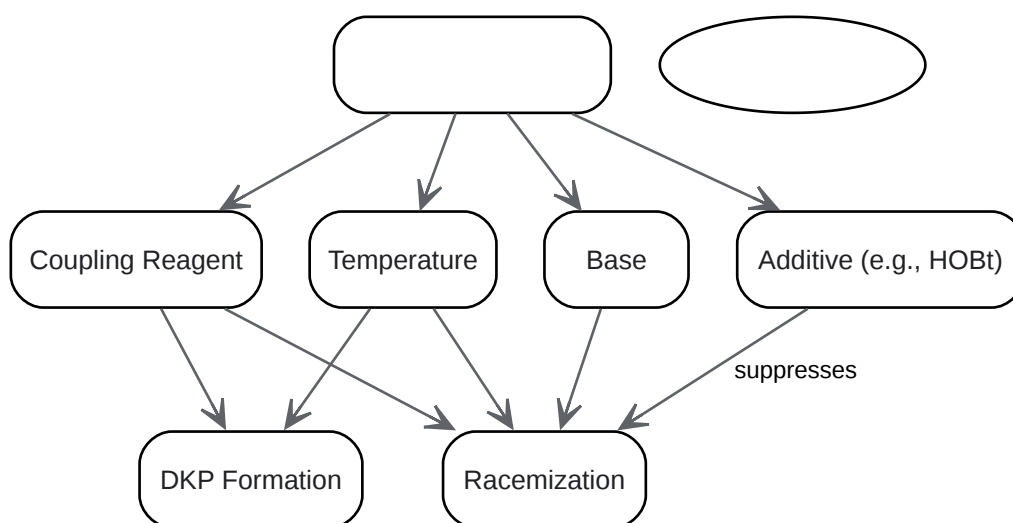 Coupling Reagent
Temperature
Base
Additive (e.g., HOBt)
suppresses
DKP Formation
Racemization